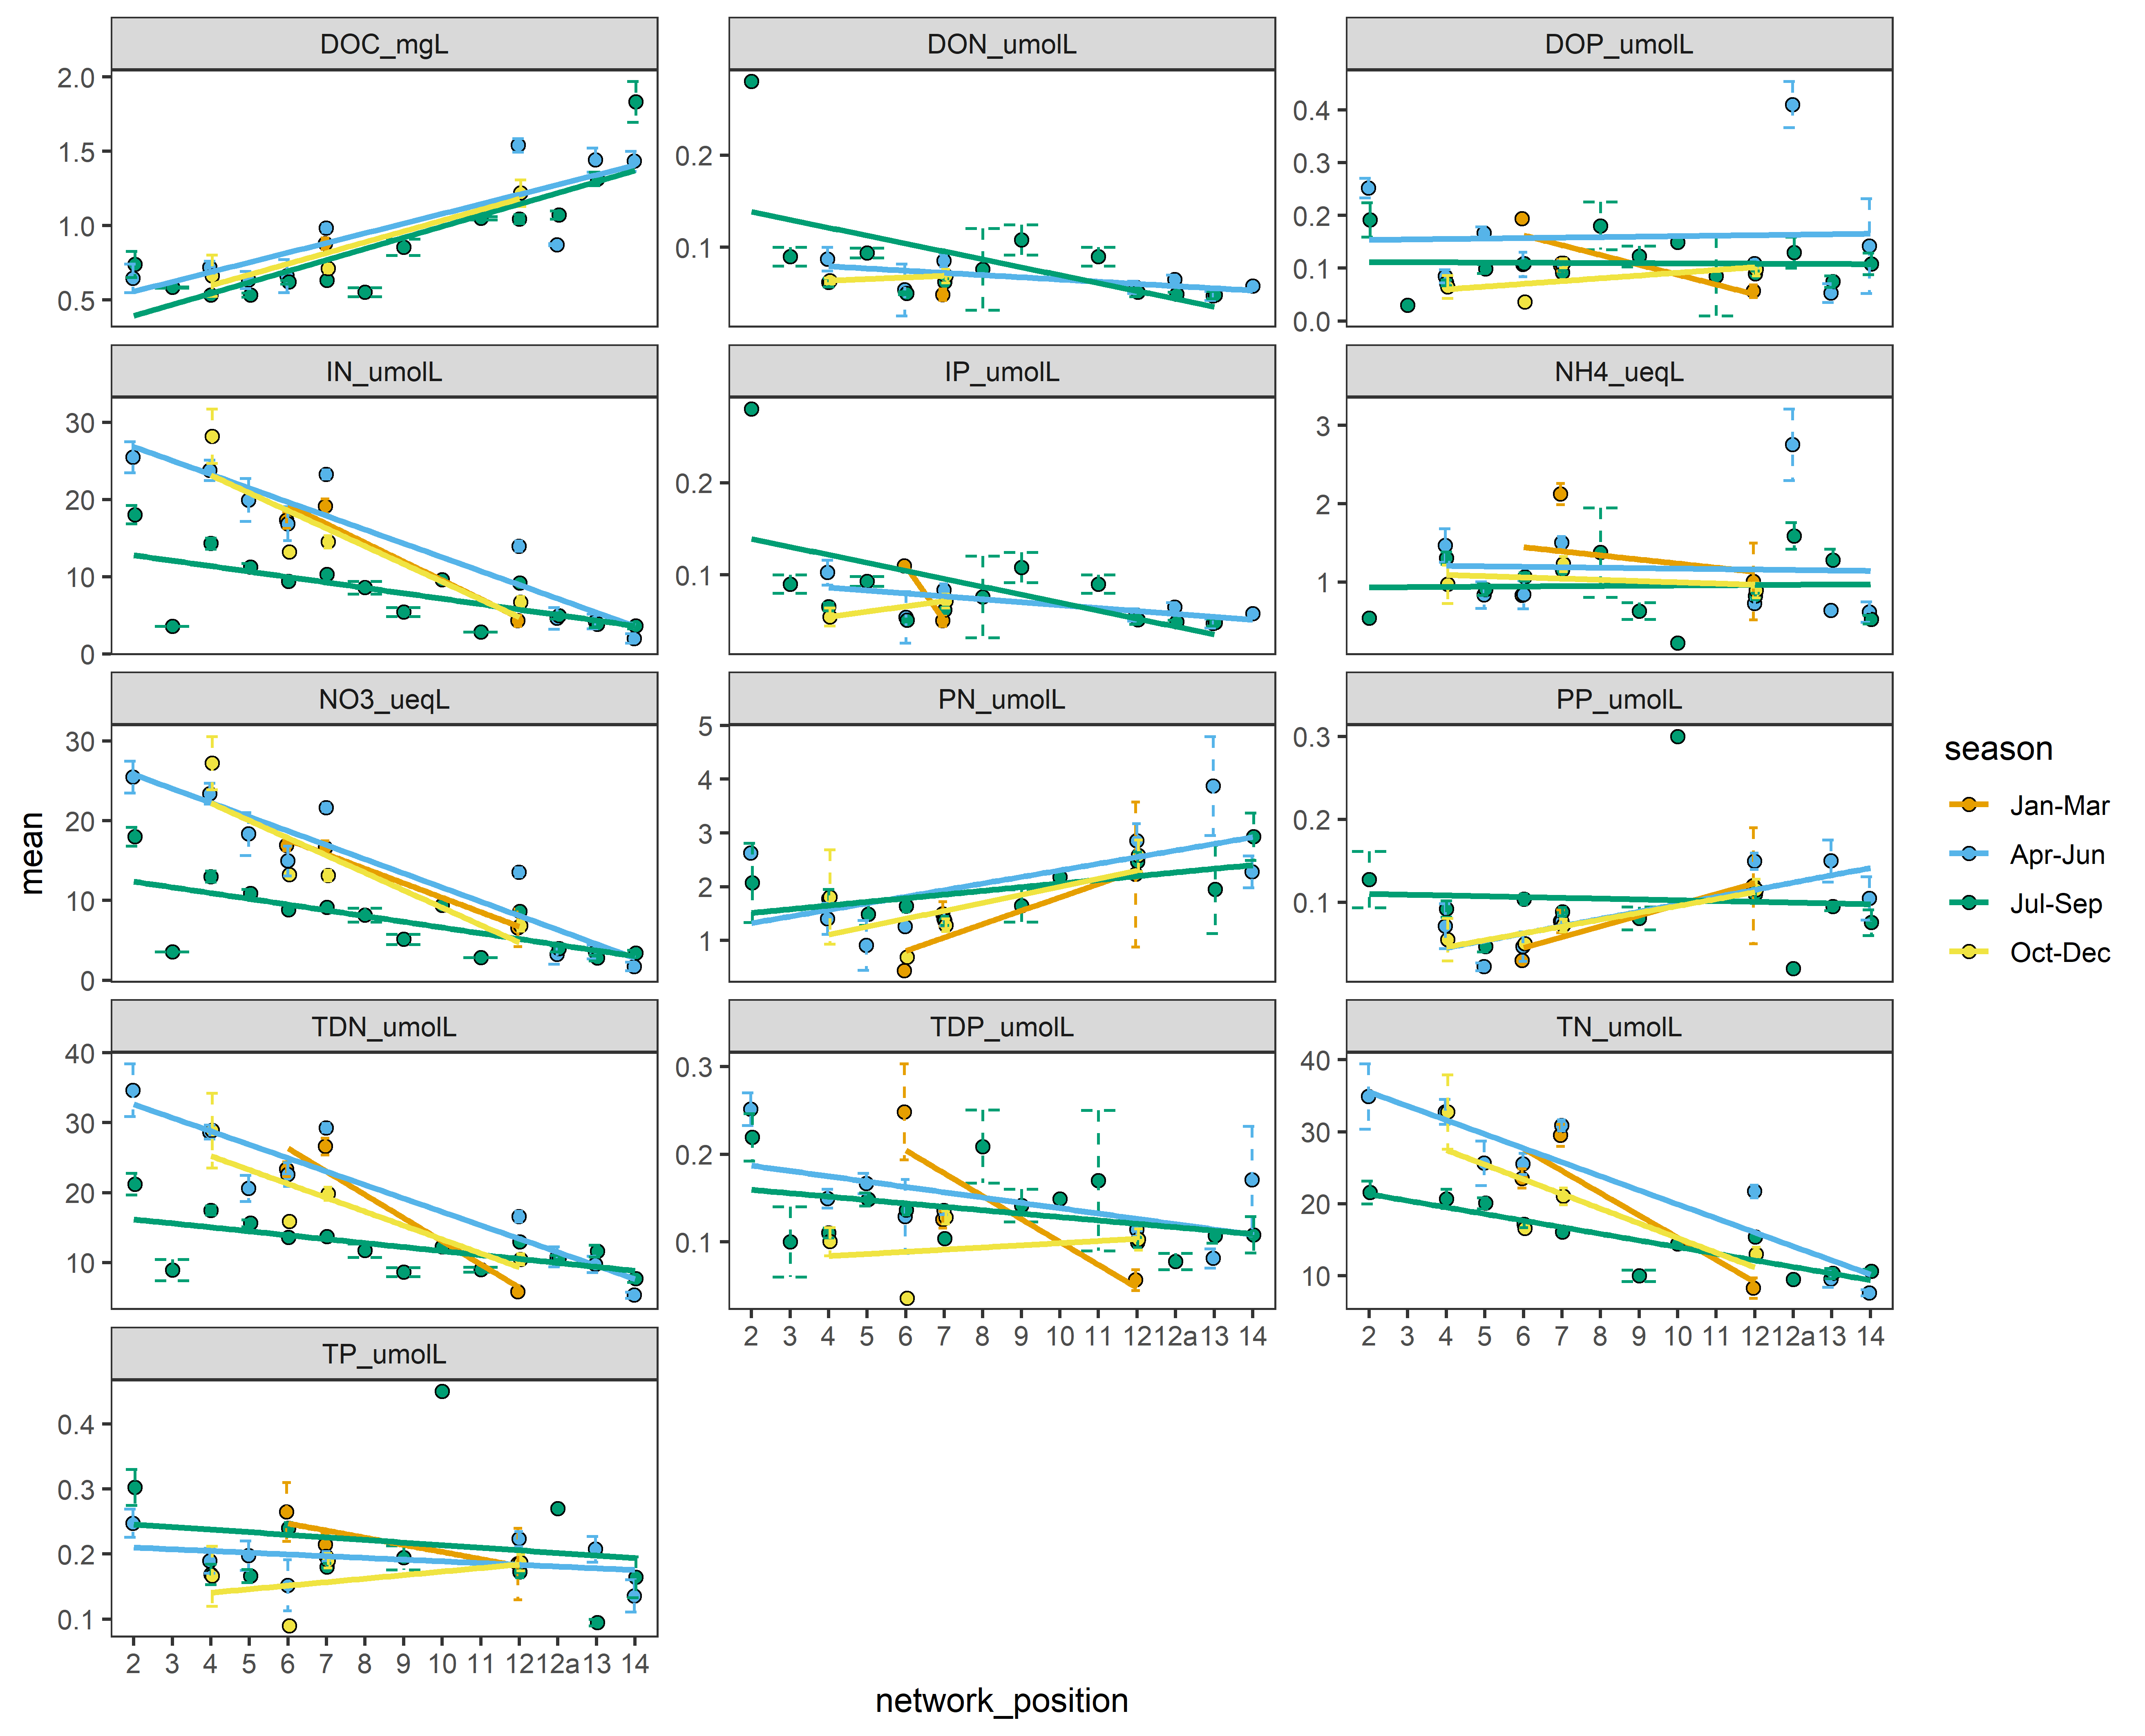 DOC_mgL
DON_umolL
DOP_umolL
2.0
1.5
1.0
0.5
0.2
0.1
0.4
0.3
0.2
0.1
0.0
IN_umolL
IP_umolL
NH4_ueqL
30
20
10
0
0.2
0.1
3
2
1
NO3_ueqL
PN_umolL
PP_umolL
30
20
10
0
5
4
3
2
1
0.3
0.2
0.1
TDN_umolL
TDP_umolL
TN_umolL
40
30
20
10
0.3
0.2
0.1
40
30
20
10
2 3 4 5 6 7 8 9 10 11 12 12a 13 14
2 3 4 5 6 7 8 9 10 11 12 12a 13 14
TP_umolL
0.4
0.3
0.2
0.1
2 3 4 5 6 7 8 9 10 11 12 12a 13 14
mean
network_position
season
Jan-Mar
Apr-Jun
Jul-Sep
Oct-Dec